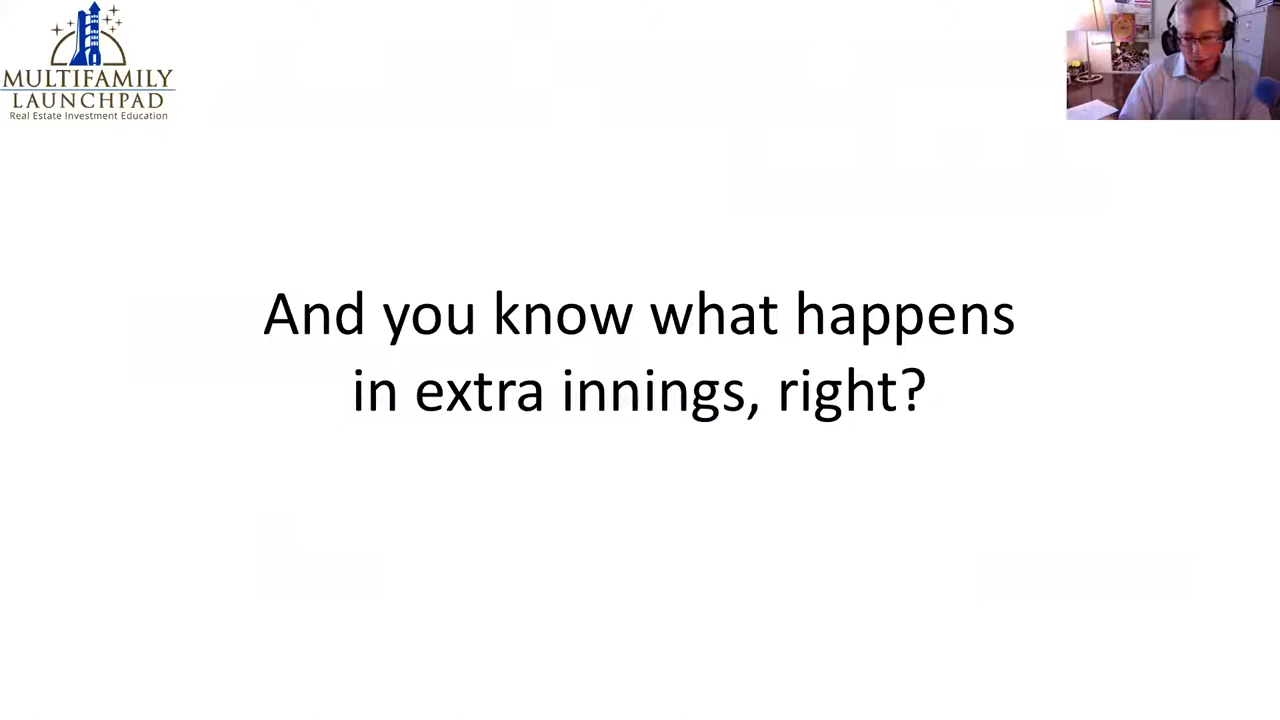 MULTIFAMILY
LAUNCHPAD
Real Estate Investment Education
And you know what happens
in extra innings, right?